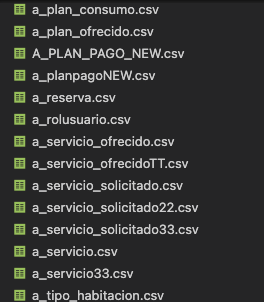 a_plan_consumo.csv
a_plan_ofrecido.csv
A_PLAN_PAGO_NEW.csv
a_planpagoNEW.csv
a_reserva.csv
a_rolusuario.csv
a_servicio_ofrecido.csv
a_servicio_ofrecidoTT.csv
a_servicio_solicitado.csv
a_servicio_solicitado22.csv
a_servicio_solicitado33.csv
a_servicio.csv
a_servicio33.csv
a_tipo_habitacion.csv